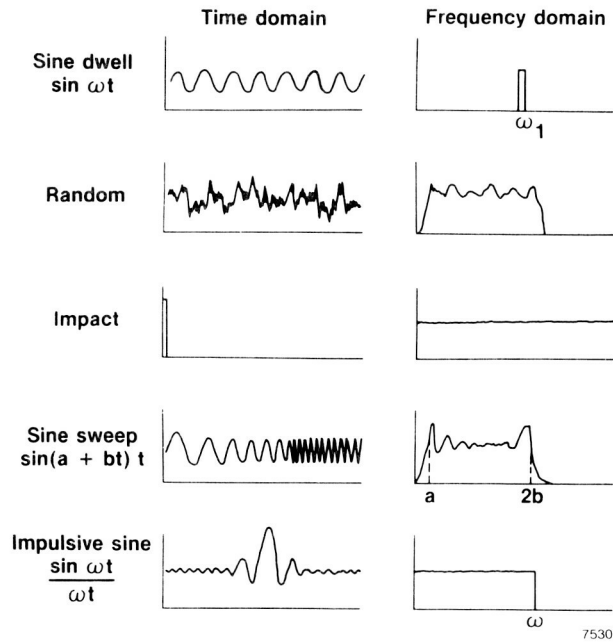 Time domain
Frequency domain
Sine dwell
sin ωt
ω1
Random
Impact
Sine sweep
sin(a + bt) t
a
2b
Impulsive sine
sin ωt
ωt
ω
7530